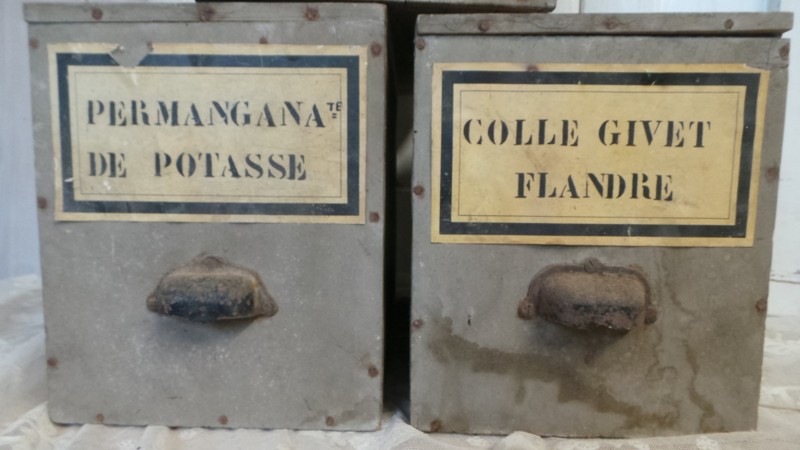 PERMANGANATE
DE POTASSE
COLLE GIVET
FLANDRE